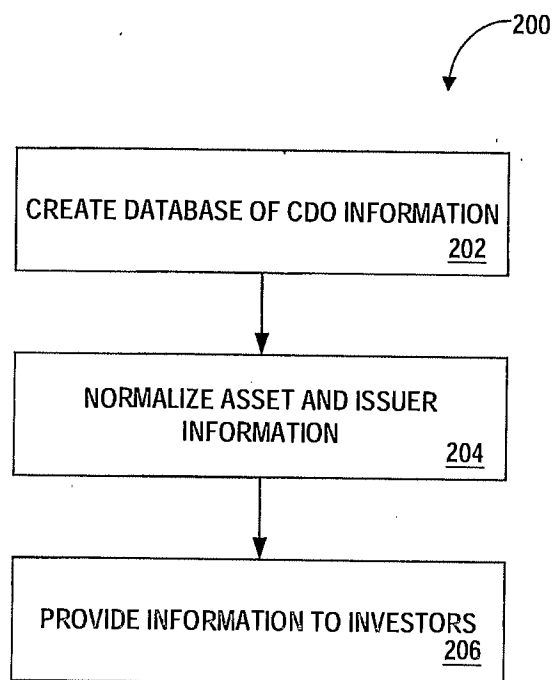 200
CREATE DATABASE OF CDO INFORMATION
202
NORMALIZE ASSET AND ISSUER
INFORMATION
204
PROVIDE INFORMATION TO INVESTORS
206